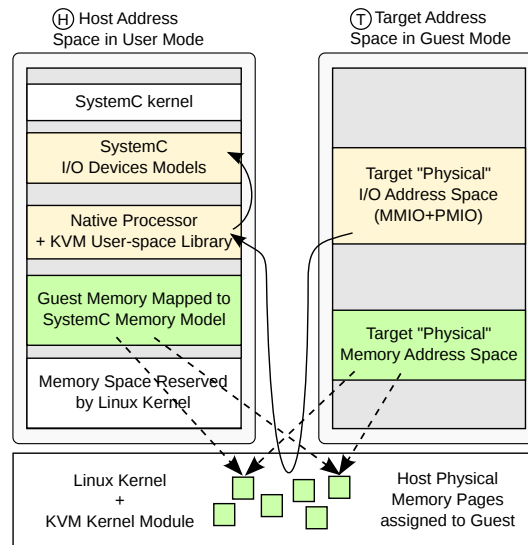 H Host Address
Space in User Mode
T Target Address
Space in Guest Mode
SystemC kernel
SystemC
I/O Devices Models
Native Processor
+ KVM User-space Library
Guest Memory Mapped to
SystemC Memory Model
Memory Space Reserved
by Linux Kernel
Target "Physical"
I/O Address Space
(MMIO+PMIO)
Target "Physical"
Memory Address Space
Linux Kernel
+
KVM Kernel Module
Host Physical
Memory Pages
assigned to Guest